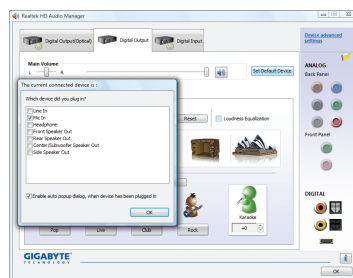 Realtek HD Audio Manager
Digital Output(Optical)
Digital Output
Digital Input
Device advanced settings
Main Volume
L
R
Set Default Device
ANALOG
Back Panel
The current connected device is :
Which device did you plug in?
Line In
Mic In
Headphone
Front Speaker Out
Rear Speaker Out
Center/Subwoofer Speaker Out
Side Speaker Out
Enable auto popup dialog, when device has been plugged in
OK
Reset
Loudness Equalization
Front Panel
Karaoke
+0
DIGITAL
Pop
Live
Club
Rock
GIGABYTE
TECHNOLOGY
OK